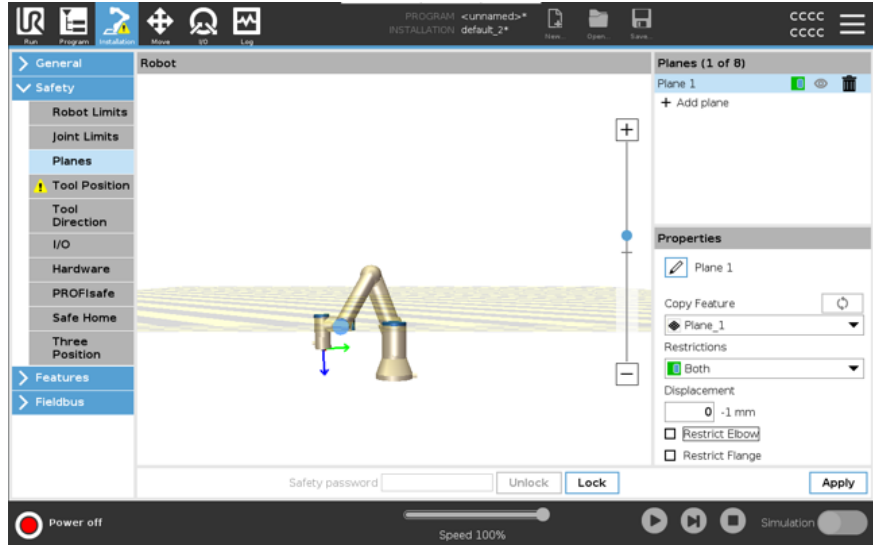 UR
PROGRAM <unnamed>*
INSTALLATION default_2*
cccc
cccc
Run
Program
Installation
Move
I/O
Log
New...
Open...
Save...
General
Safety
Robot Limits
Joint Limits
Planes
Tool Position
Tool
Direction
I/O
Hardware
PROFIsafe
Safe Home
Three
Position
Features
Fieldbus
Robot
Planes (1 of 8)
Plane 1
+ Add plane
Properties
Plane 1
Copy Feature
Plane_1
Restrictions
Both
Displacement
0 -1 mm
Restrict Elbow
Restrict Flange
Safety password
Unlock
Lock
Apply
Power off
Speed 100%
Simulation